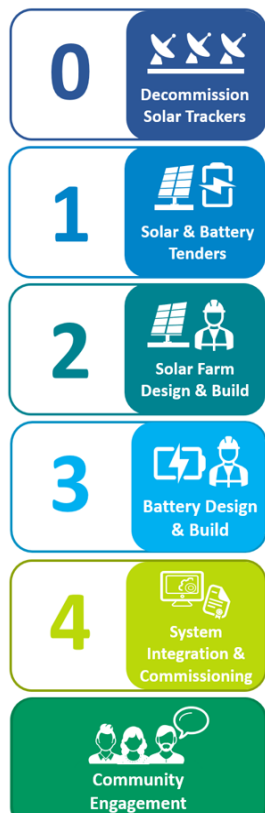 0
Decommission
Solar Trackers
1
Solar & Battery
Tenders
2
Solar Farm
Design & Build
3
Battery Design
& Build
4
System
Integration &
Commissioning
Community
Engagement